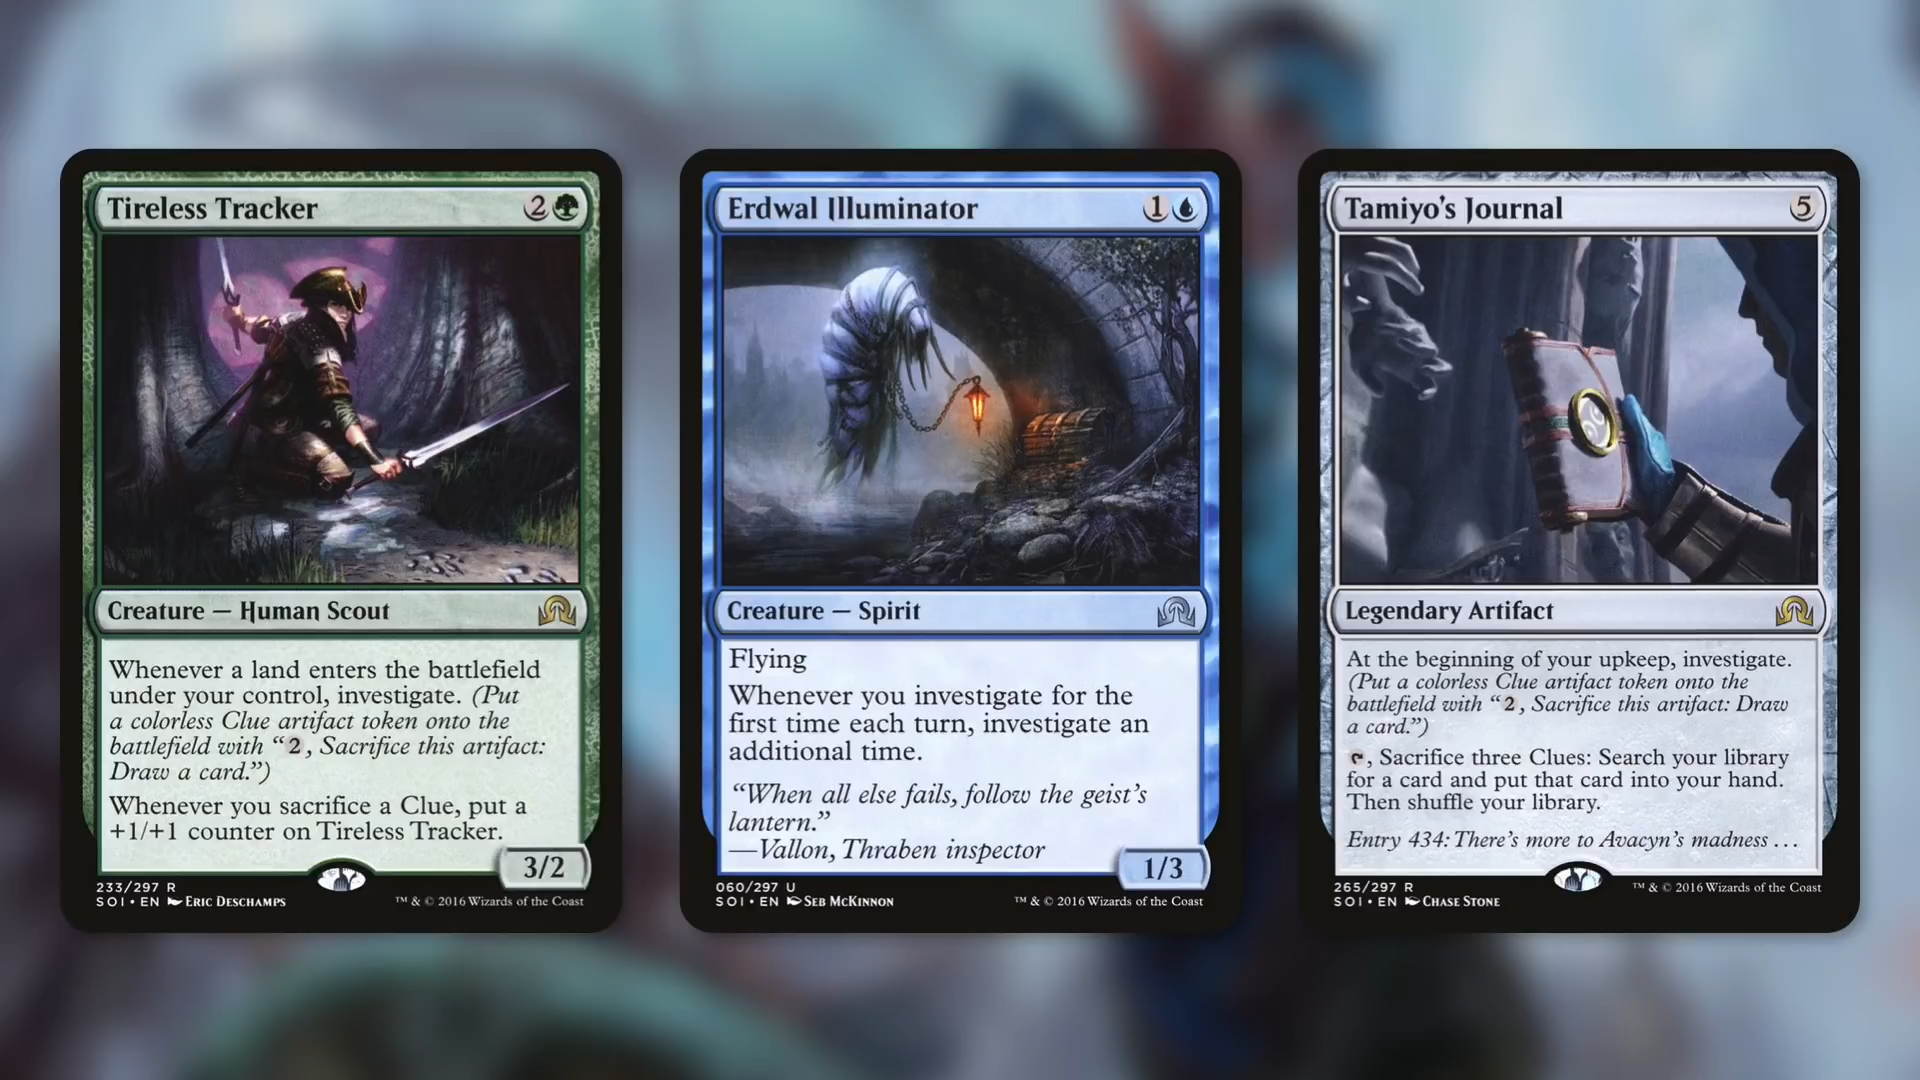 Tireless Tracker 2
Creature — Human Scout
Whenever a land enters the battlefield
under your control, investigate. (Put
a colorless Clue artifact token onto the
battlefield with “2, Sacrifice this artifact:
Draw a card.”)
Whenever you sacrifice a Clue, put a
+1/+1 counter on Tireless Tracker.
3/2
233/297 R
SOI • EN Eric Deschamps
™ & © 2016 Wizards of the Coast
Erdwal Illuminator 1
Creature — Spirit
Flying
Whenever you investigate for the
first time each turn, investigate an
additional time.
“When all else fails, follow the geist’s
lantern.”
—Vallon, Thraben inspector
1/3
060/297 U
SOI • EN Seb McKinnon
™ & © 2016 Wizards of the Coast
Tamiyo’s Journal 5
Legendary Artifact
At the beginning of your upkeep, investigate.
(Put a colorless Clue artifact token onto the
battlefield with “2, Sacrifice this artifact: Draw
a card.”)
, Sacrifice three Clues: Search your library
for a card and put that card into your hand.
Then shuffle your library.
Entry 434: There’s more to Avacyn’s madness . . .
265/297 R
SOI • EN Chase Stone
™ & © 2016 Wizards of the Coast